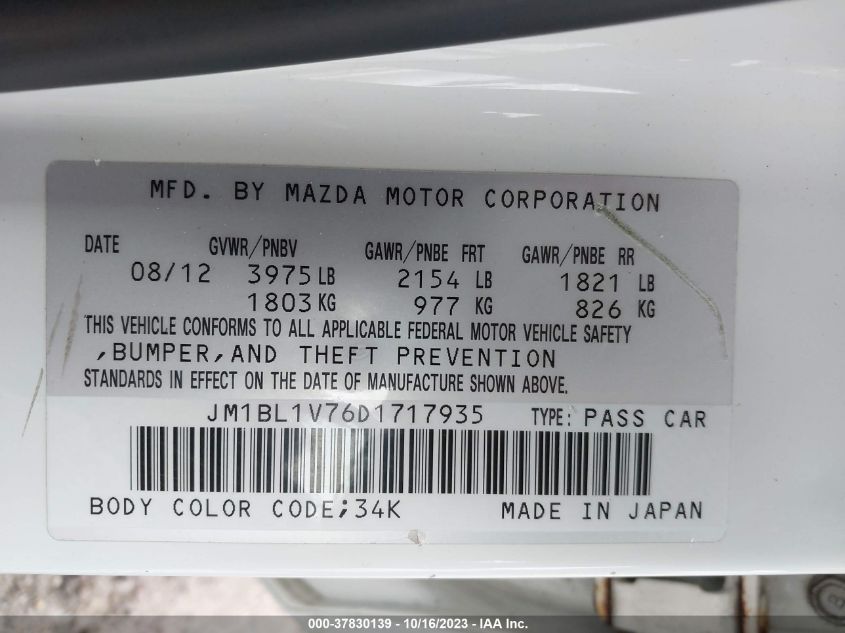 MFD. BY MAZDA MOTOR CORPORATION
DATE GVWR/PNBV GAWR/PNBE FRT GAWR/PNBE RR
08/12 3975 LB 2154 LB 1821 LB
1803 KG 977 KG 826 KG
THIS VEHICLE CONFORMS TO ALL APPLICABLE FEDERAL MOTOR VEHICLE SAFETY
,BUMPER,AND THEFT PREVENTION
STANDARDS IN EFFECT ON THE DATE OF MANUFACTURE SHOWN ABOVE.
JM1BL1V76D1717935 TYPE: PASS CAR
BODY COLOR CODE;34K MADE IN JAPAN
000-37830139 - 10/16/2023 - IAA Inc.